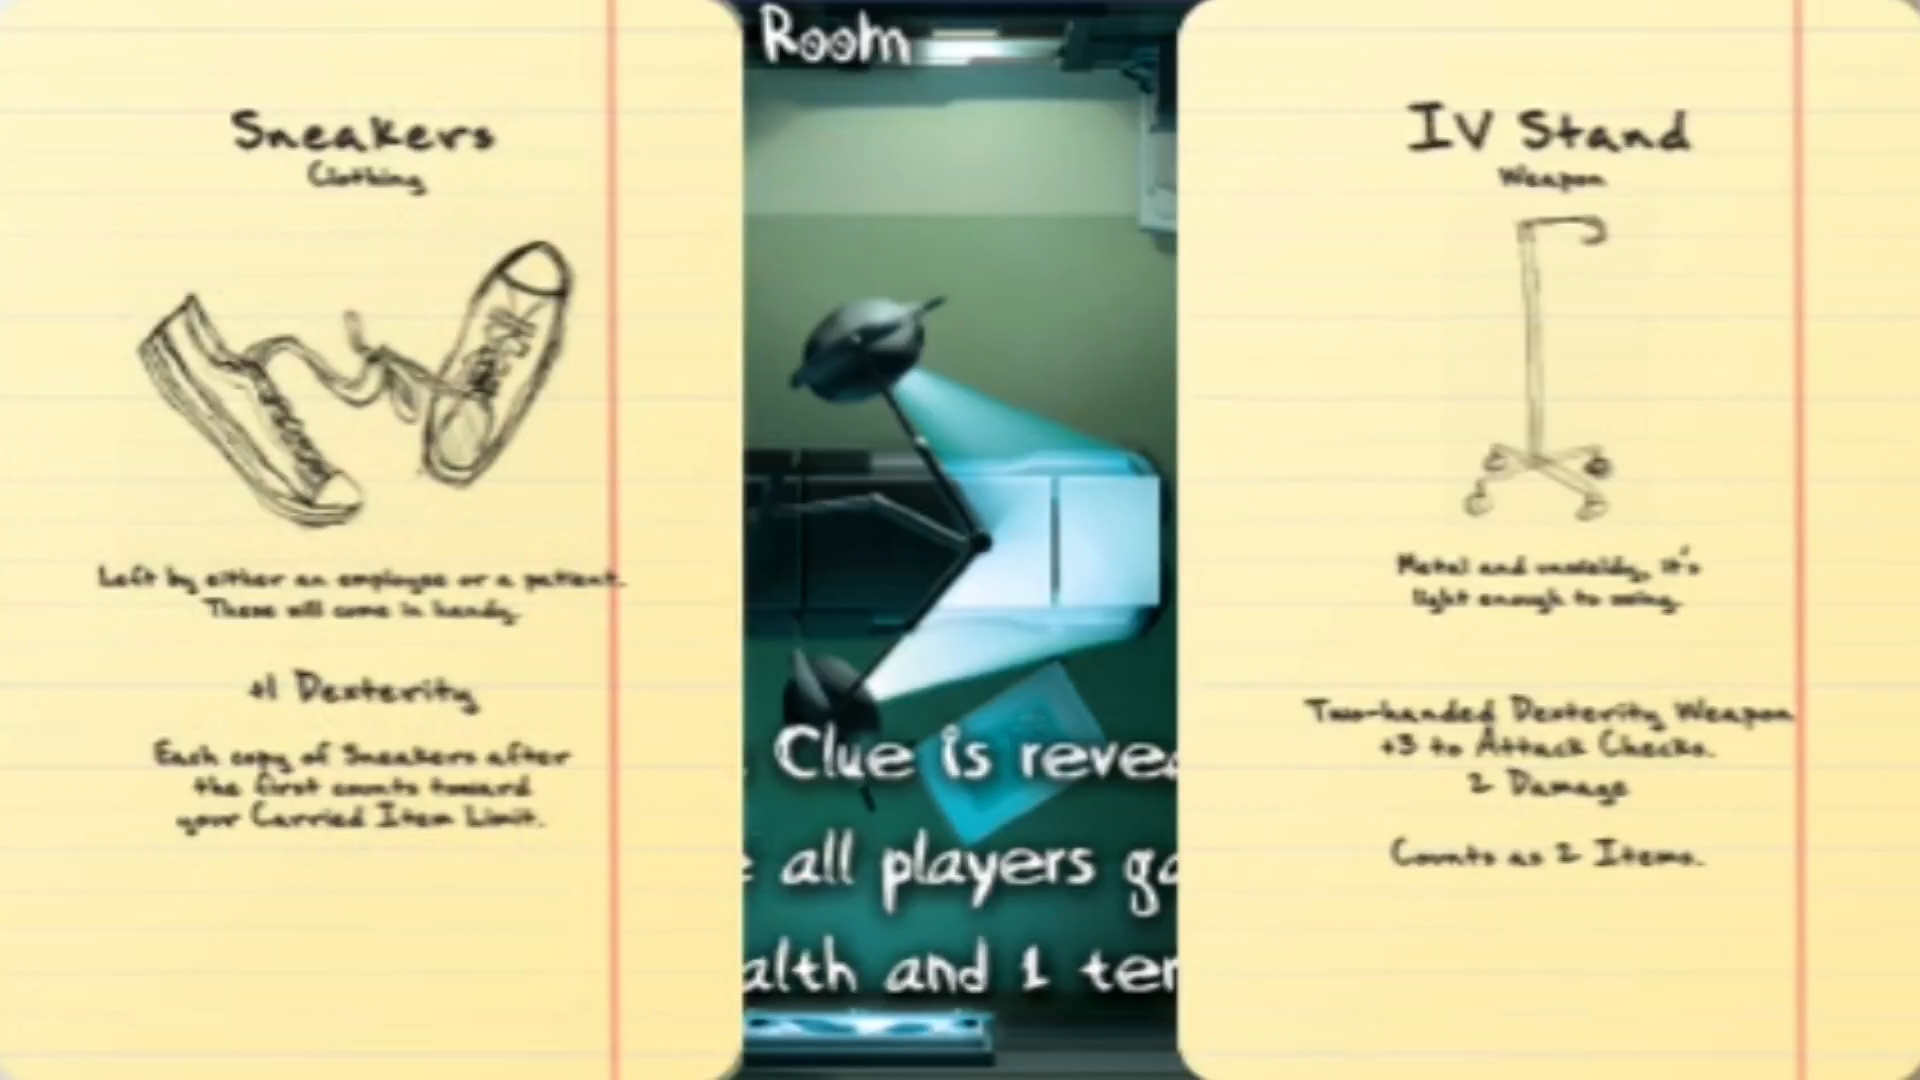 Sneakers
Clothing
Left by either an employee or a patient.
These will come in handy.
+1 Dexterity
Each copy of Sneakers after
the first counts toward
your Carried Item Limit.
Room
Clue is revea
all players ga
alth and 1 ter
IV Stand
Weapon
Metal and unwieldy, it's
light enough to swing.
Two-handed Dexterity Weapon
+3 to Attack Checks.
2 Damage
Counts as 2 Items.